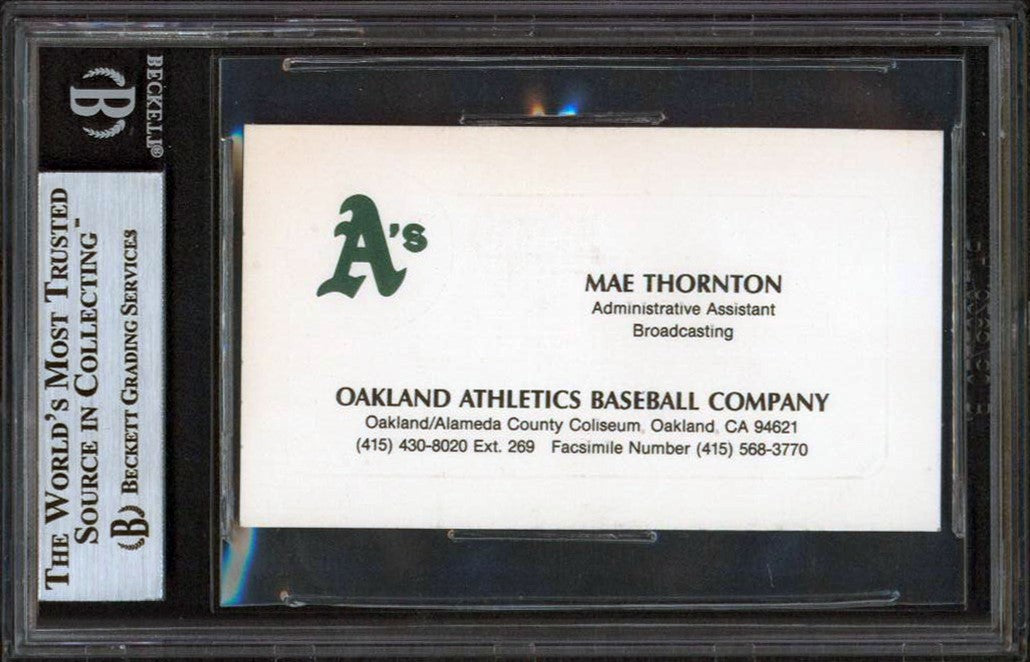 BECKETT®
THE WORLD'S MOST TRUSTED
SOURCE IN COLLECTING™
BECKETT GRADING SERVICES
A's
MAE THORNTON
Administrative Assistant
Broadcasting
OAKLAND ATHLETICS BASEBALL COMPANY
Oakland/Alameda County Coliseum, Oakland, CA 94621
(415) 430-8020 Ext. 269 Facsimile Number (415) 568-3770